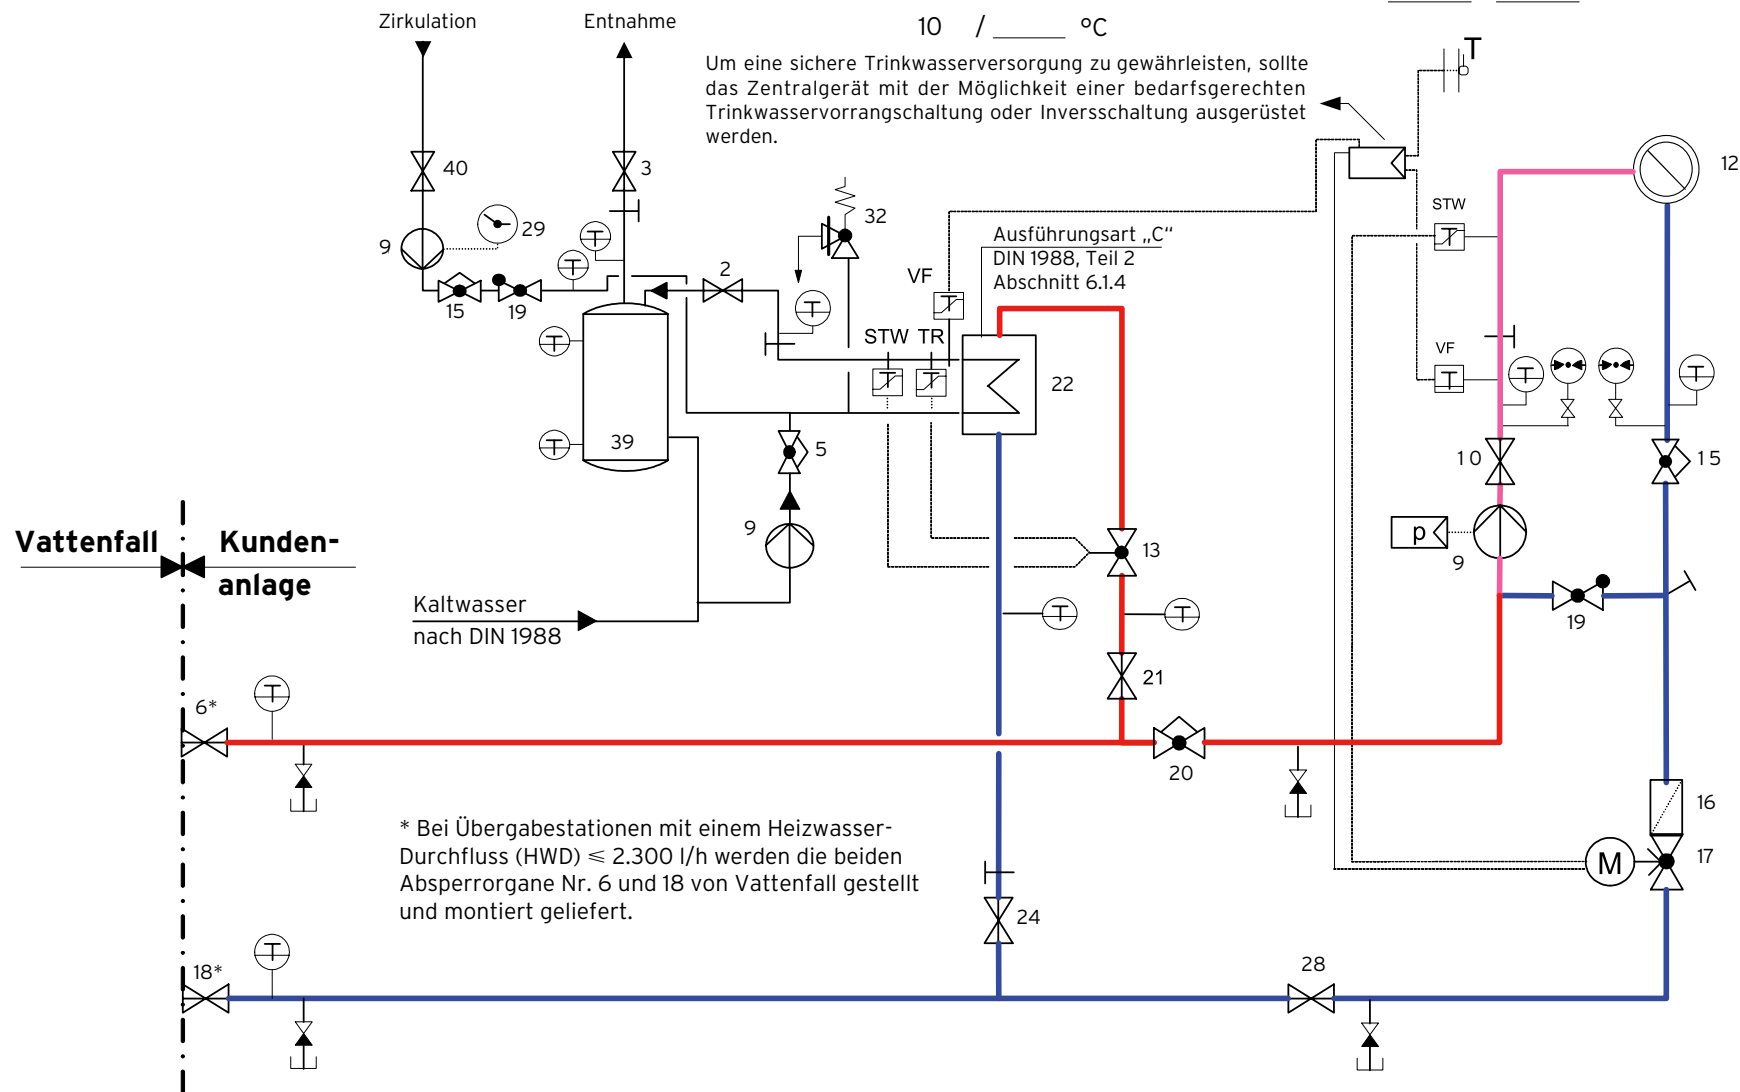 Zirkulation
Entnahme
10 / ______ °C
Um eine sichere Trinkwasserversorgung zu gewährleisten, sollte
das Zentralgerät mit der Möglichkeit einer bedarfsgerechten
Trinkwasservorrangschaltung oder Inversschaltung ausgerüstet
werden.
T
40
3
12
9
29
32
STW
T
T
Ausführungsart „C“
DIN 1988, Teil 2
Abschnitt 6.1.4
2
VF
15
19
T
T
STW TR
VF
T
T
22
39
T
5
10
15
9
p
9
13
Vattenfall
Kunden-
anlage
Kaltwasser
nach DIN 1988
T
T
19
21
T
6*
20
16
* Bei Übergabestationen mit einem Heizwasser-
Durchfluss (HWD) ≤ 2.300 l/h werden die beiden
Absperrorgane Nr. 6 und 18 von Vattenfall gestellt
und montiert geliefert.
M
17
24
T
18*
28